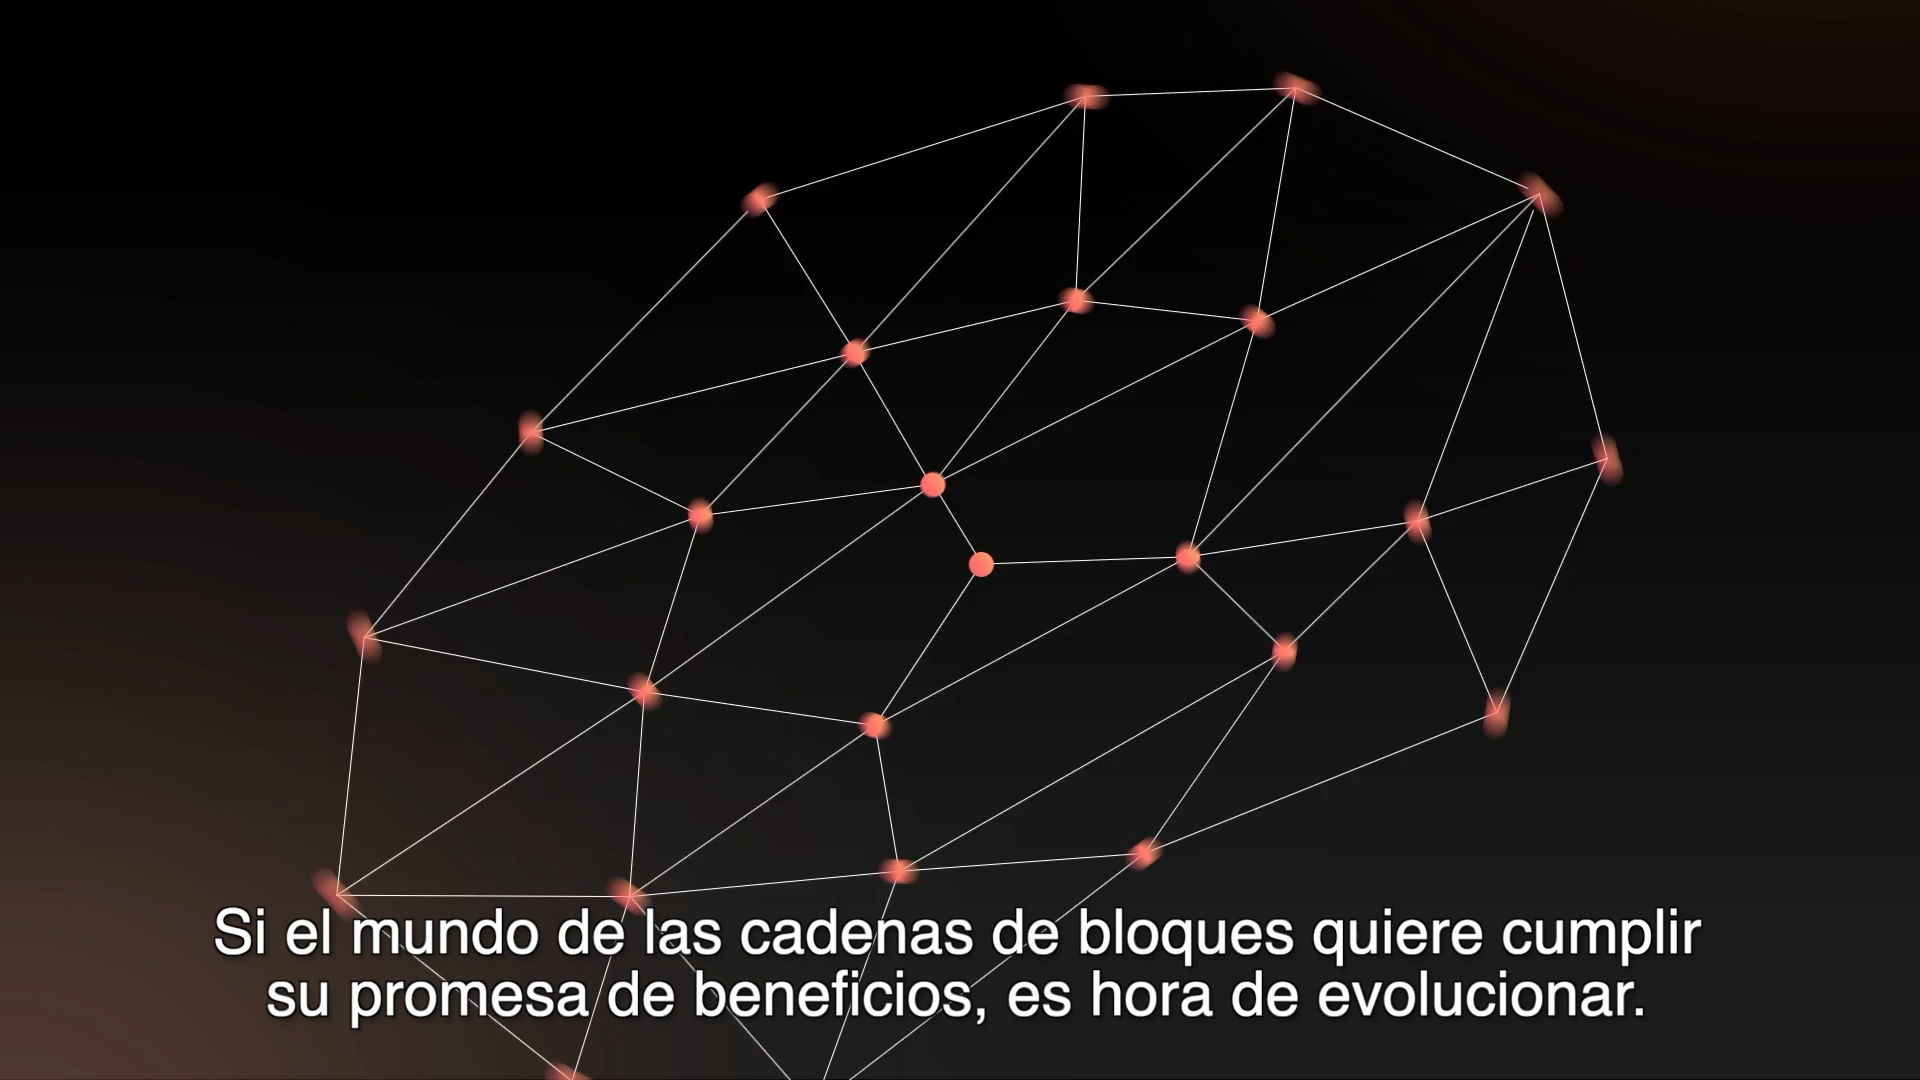 Si el mundo de las cadenas de bloques quiere cumplir
su promesa de beneficios, es hora de evolucionar.